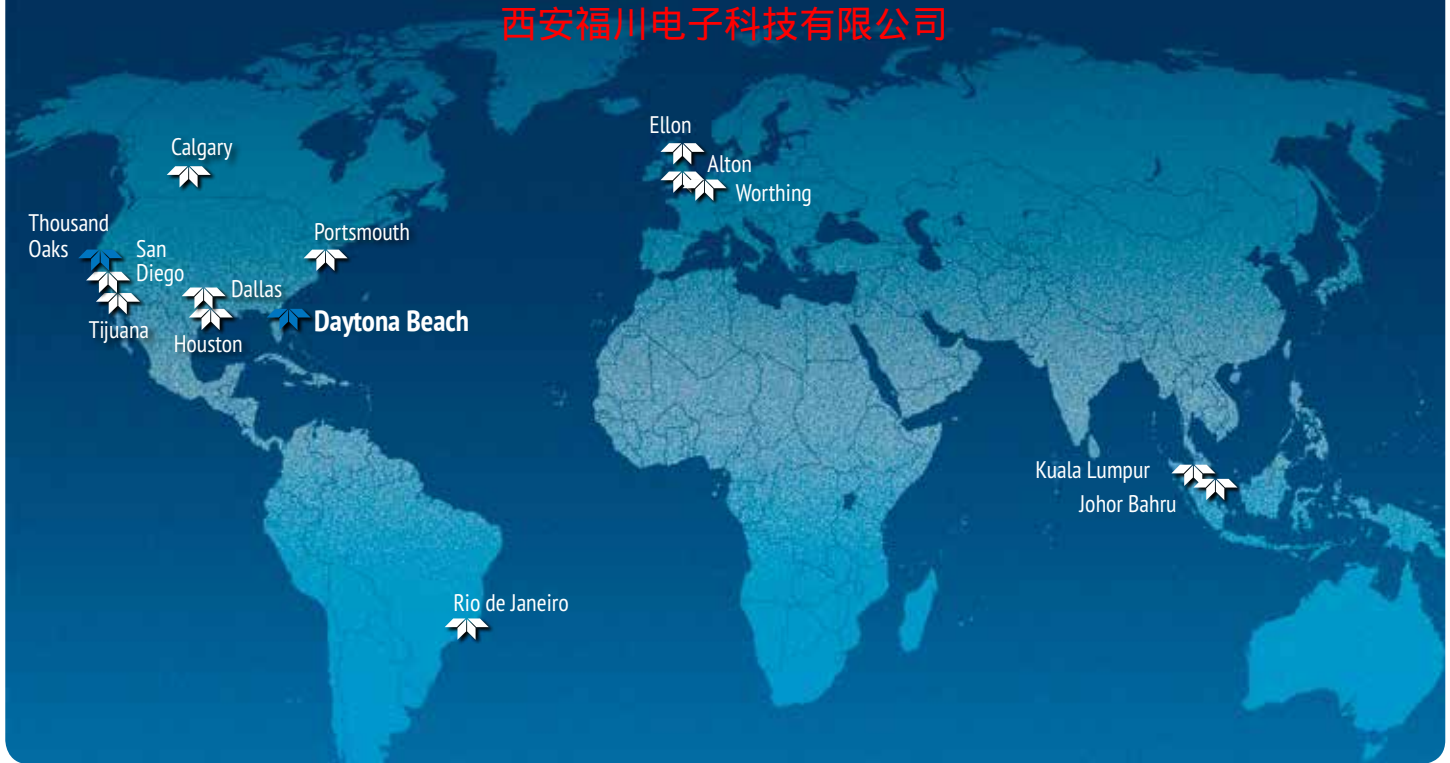 西安福川电子科技有限公司
Ellon
Calgary
Alton
Worthing
Thousand
Oaks
San
Diego
Portsmouth
Dallas
Tijuana
Houston
Daytona Beach
Kuala Lumpur
Johor Bahru
Rio de Janeiro